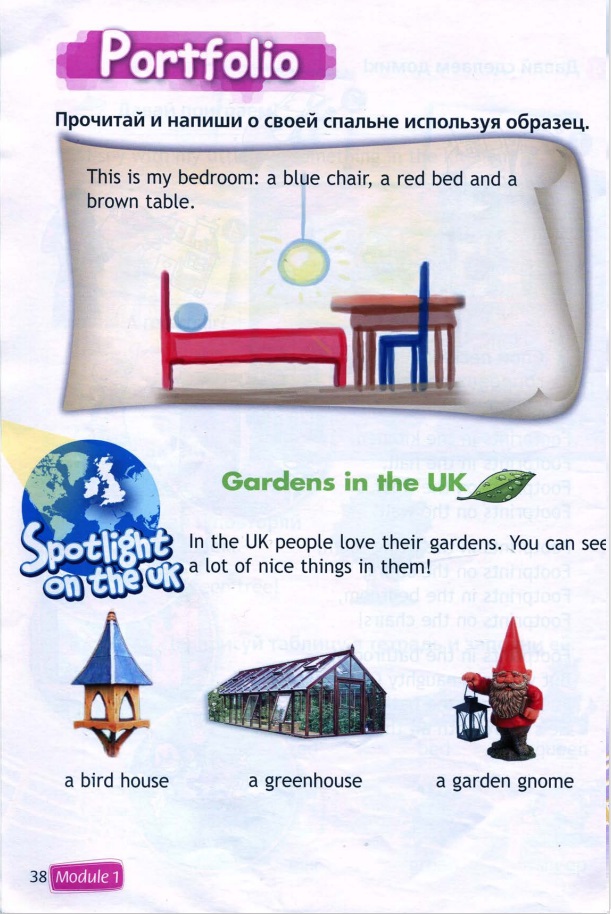 Portfolio
Прочитай и напиши о своей спальне используя образец.
This is my bedroom: a blue chair, a red bed and a
brown table.
Gardens in the UK
Spotlight
on the UK
In the UK people love their gardens. You can see
a lot of nice things in them!
a bird house
a greenhouse
a garden gnome
38 Module 1